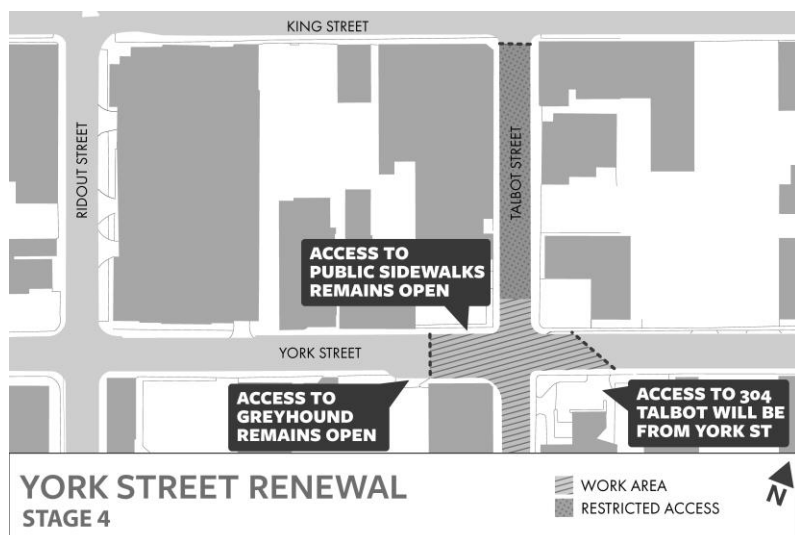 KING STREET
RIDOUT STREET
TALBOT STREET
ACCESS TO
PUBLIC SIDEWALKS
REMAINS OPEN
YORK STREET
ACCESS TO
GREYHOUND
REMAINS OPEN
ACCESS TO 304
TALBOT WILL BE
FROM YORK ST
YORK STREET RENEWAL
STAGE 4
WORK AREA
RESTRICTED ACCESS
N